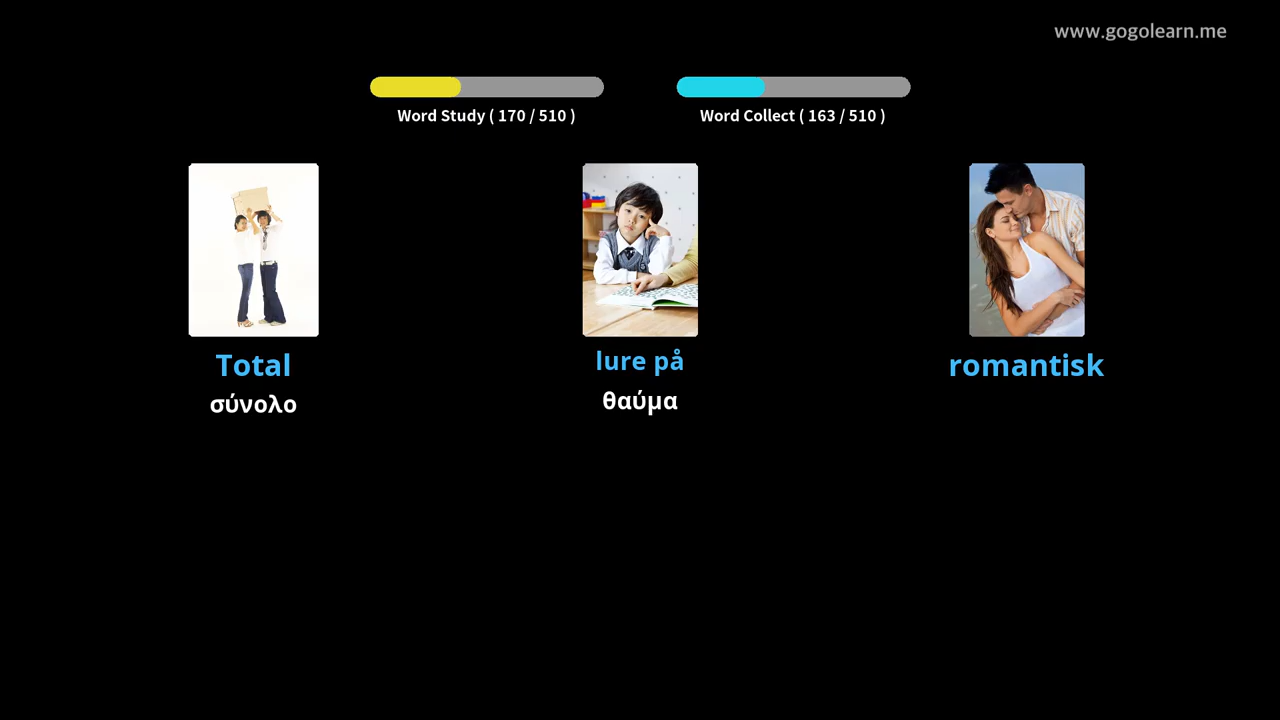 www.gogolearn.me
Word Study ( 170 / 510 )
Word Collect ( 163 / 510 )
Total
lure på
romantisk
σύνολο
θαύμα